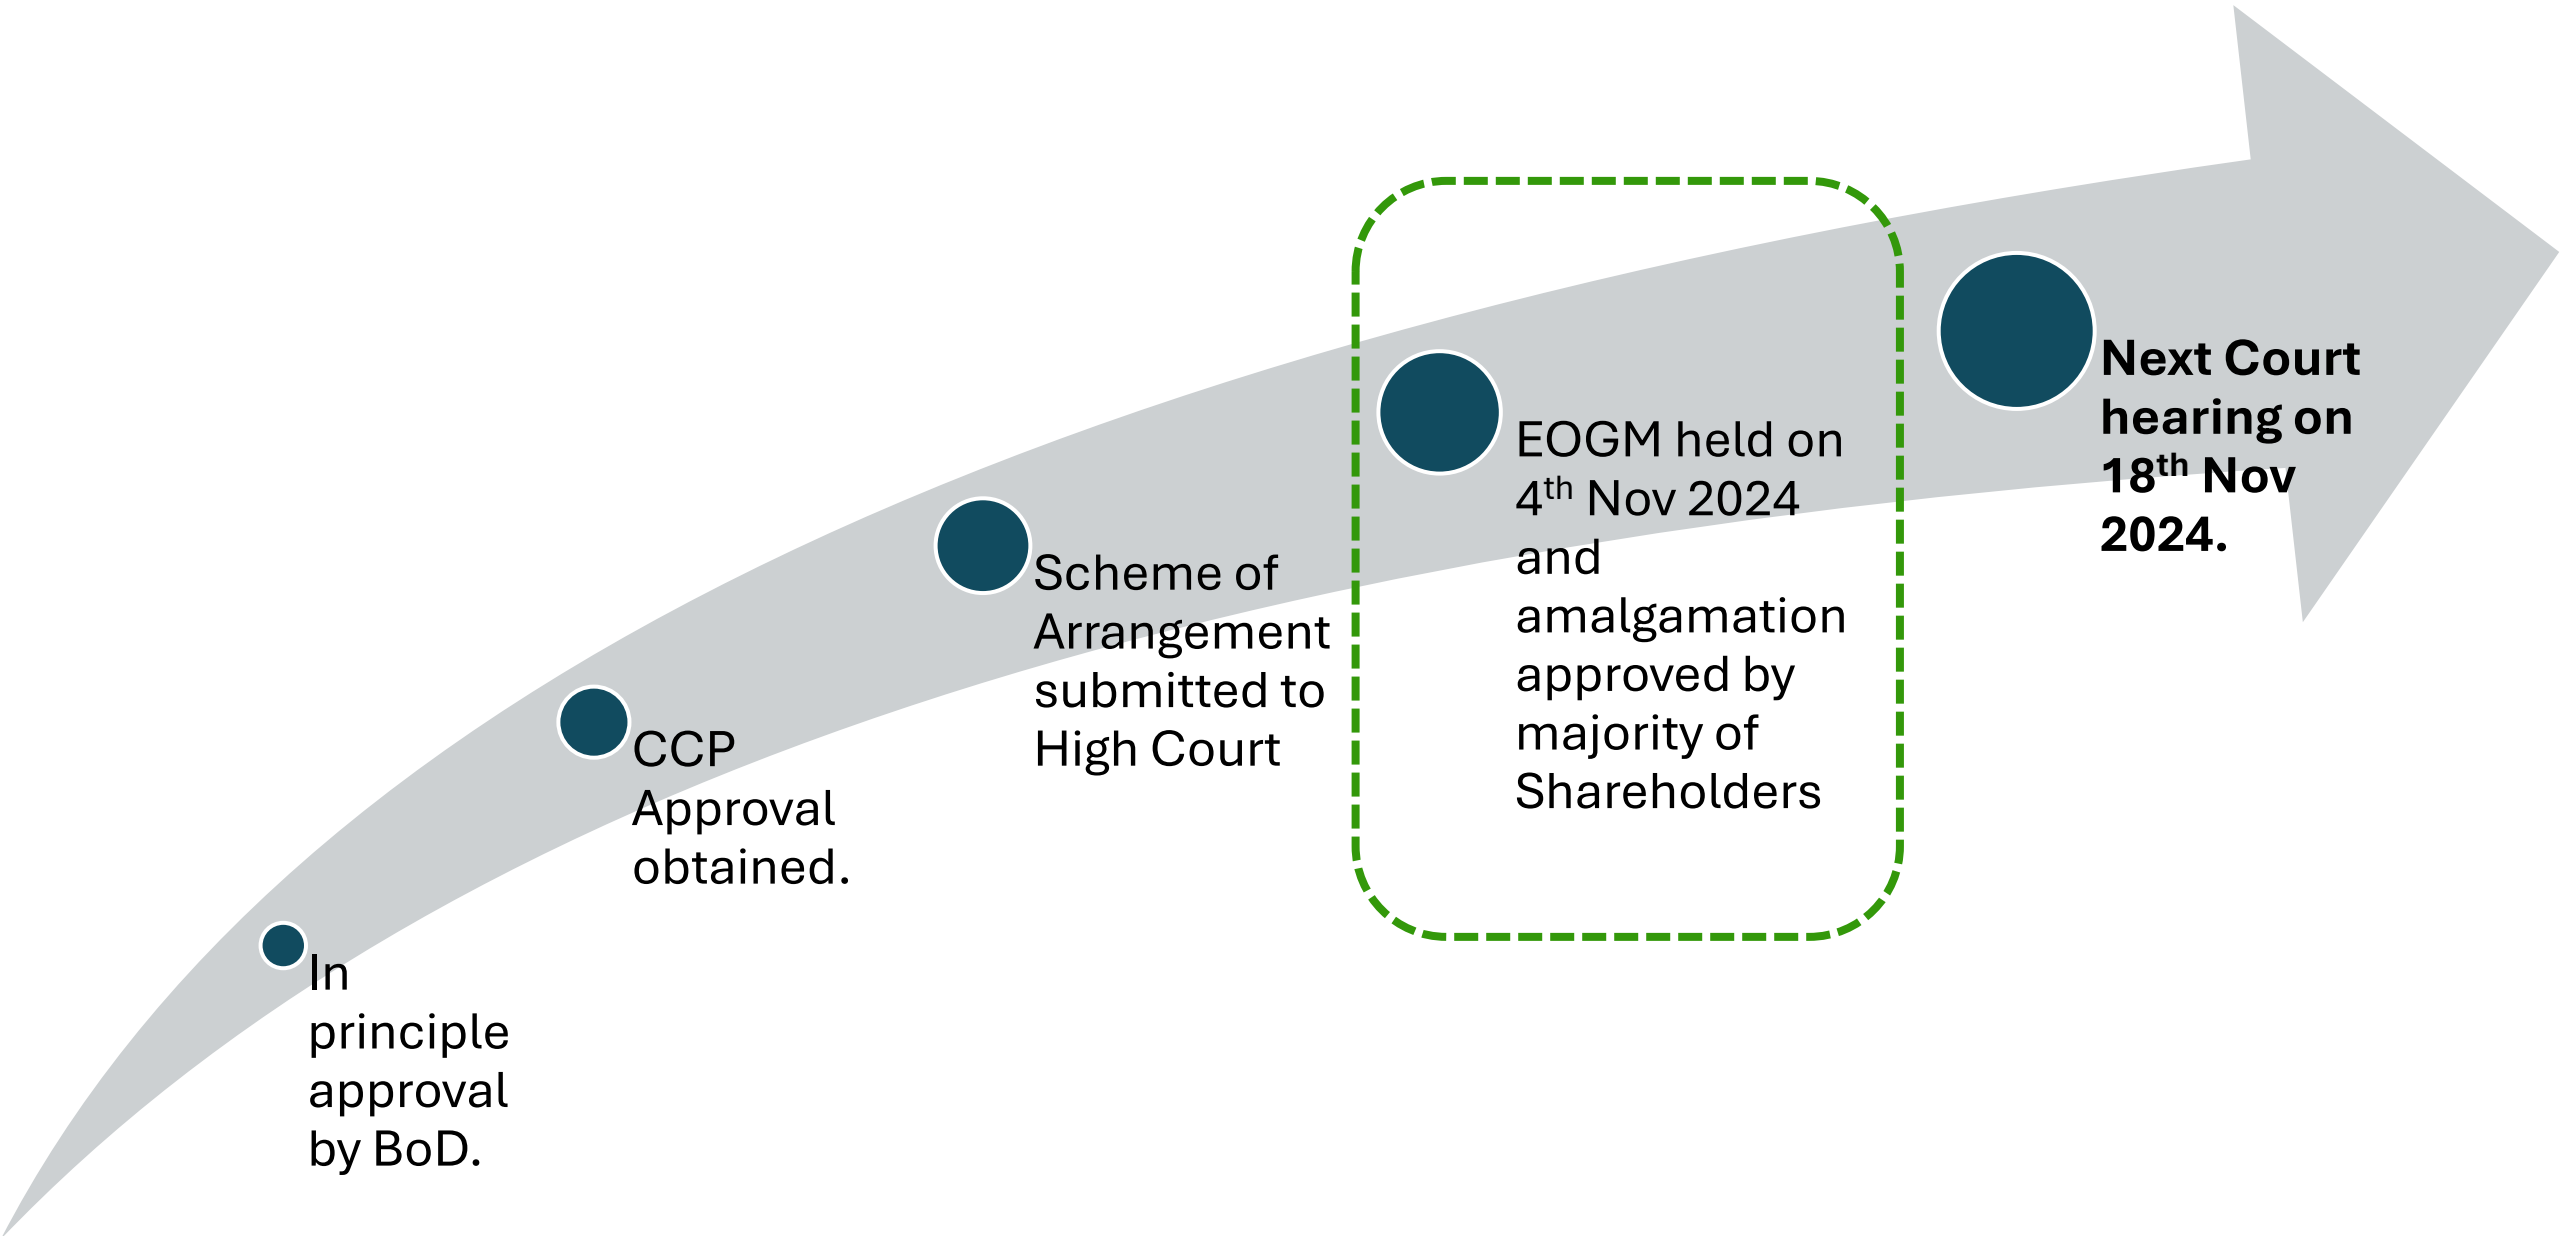 In
principle
approval
by BoD.
CCP
Approval
obtained.
Scheme of
Arrangement
submitted to
High Court
EOGM held on
4th Nov 2024
and
amalgamation
approved by
majority of
Shareholders
Next Court
hearing on
18th Nov
2024.